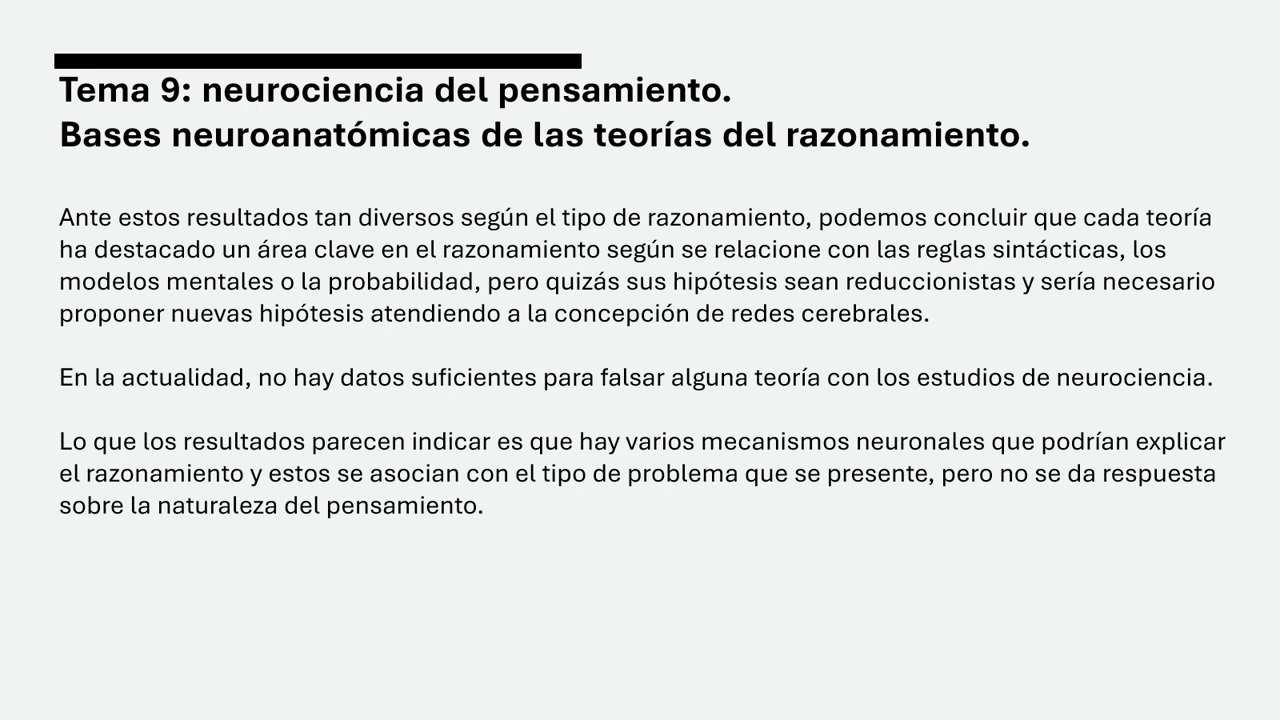 Tema 9: neurociencia del pensamiento.
Bases neuroanatómicas de las teorías del razonamiento.
Ante estos resultados tan diversos según el tipo de razonamiento, podemos concluir que cada teoría
ha destacado un área clave en el razonamiento según se relacione con las reglas sintácticas, los
modelos mentales o la probabilidad, pero quizás sus hipótesis sean reduccionistas y sería necesario
proponer nuevas hipótesis atendiendo a la concepción de redes cerebrales.
En la actualidad, no hay datos suficientes para falsar alguna teoría con los estudios de neurociencia.
Lo que los resultados parecen indicar es que hay varios mecanismos neuronales que podrían explicar
el razonamiento y estos se asocian con el tipo de problema que se presente, pero no se da respuesta
sobre la naturaleza del pensamiento.